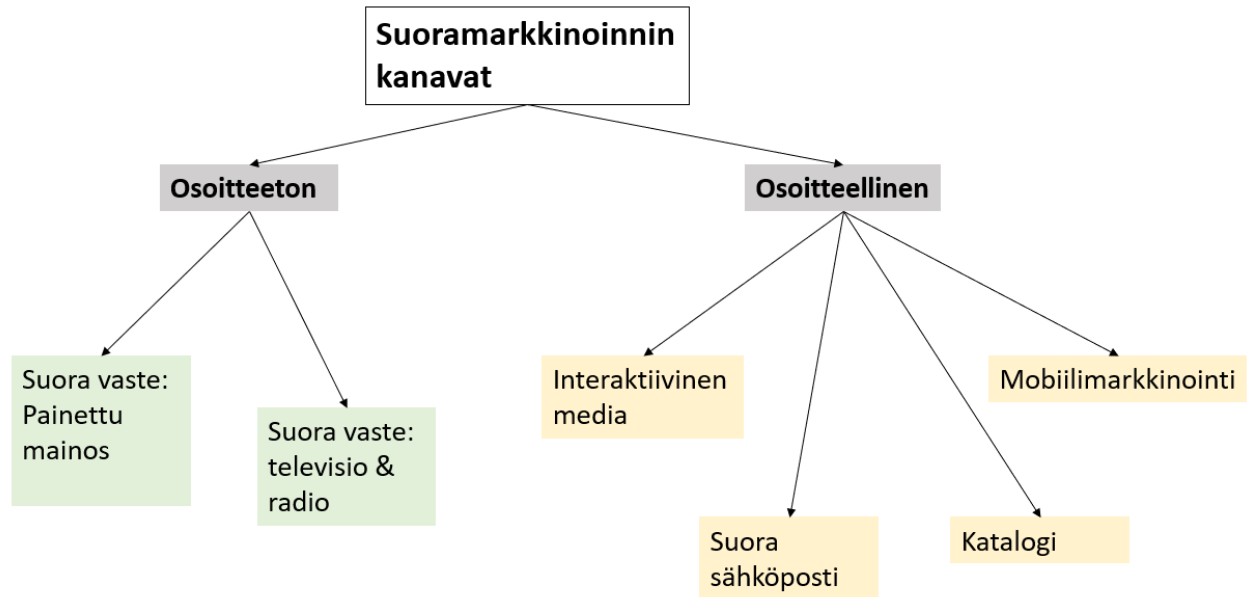 Suoramarkkinoinnin
kanavat
Osoitteeton
Osoitteellinen
Suora vaste:
Painettu
mainos
Suora vaste:
televisio &
radio
Interaktiivinen
media
Suora
sähköposti
Katalogi
Mobiilimarkkinointi